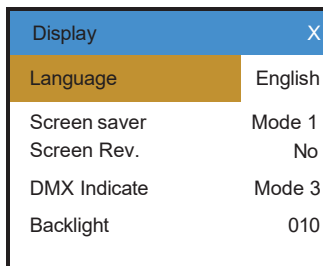 Display X
Language English
Screen saver Mode 1
Screen Rev. No
DMX Indicate Mode 3
Backlight 010